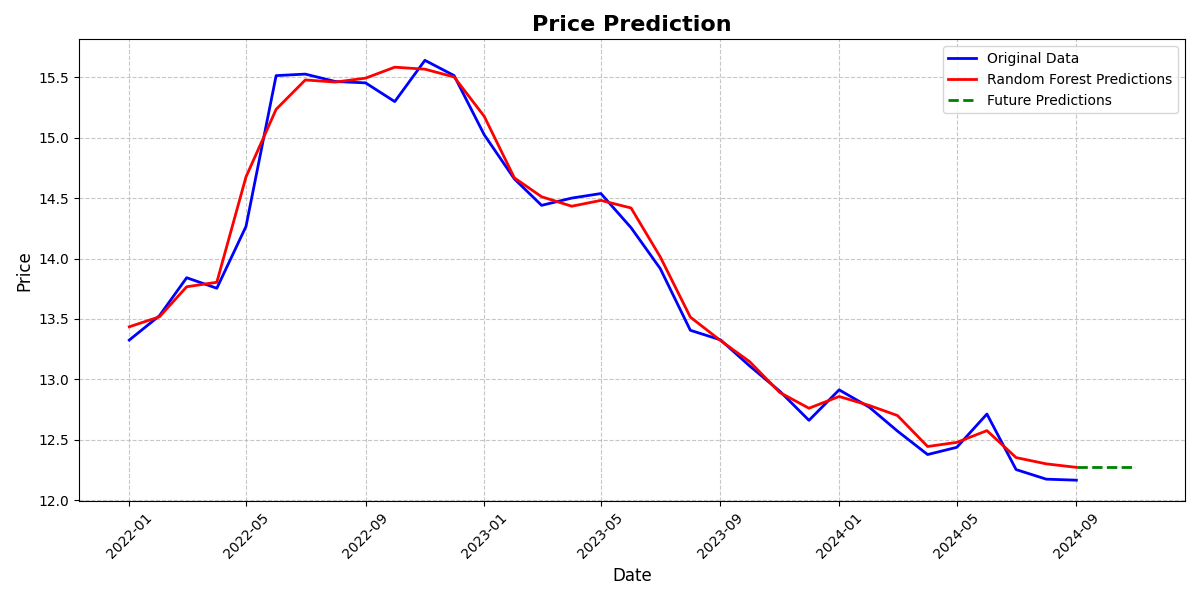 Price Prediction
Original Data
Random Forest Predictions
Future Predictions
Price
15.5
15.0
14.5
14.0
13.5
13.0
12.5
12.0
2022-01
2022-05
2022-09
2023-01
2023-05
2023-09
2024-01
2024-05
2024-09
Date